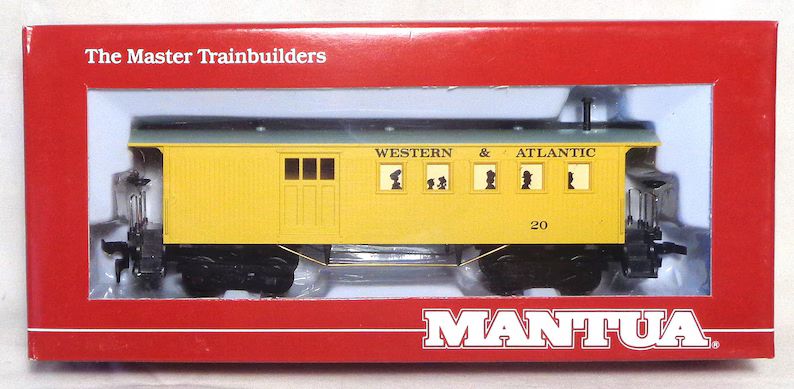 The Master Trainbuilders
WESTERN & ATLANTIC
20
MANTUA®